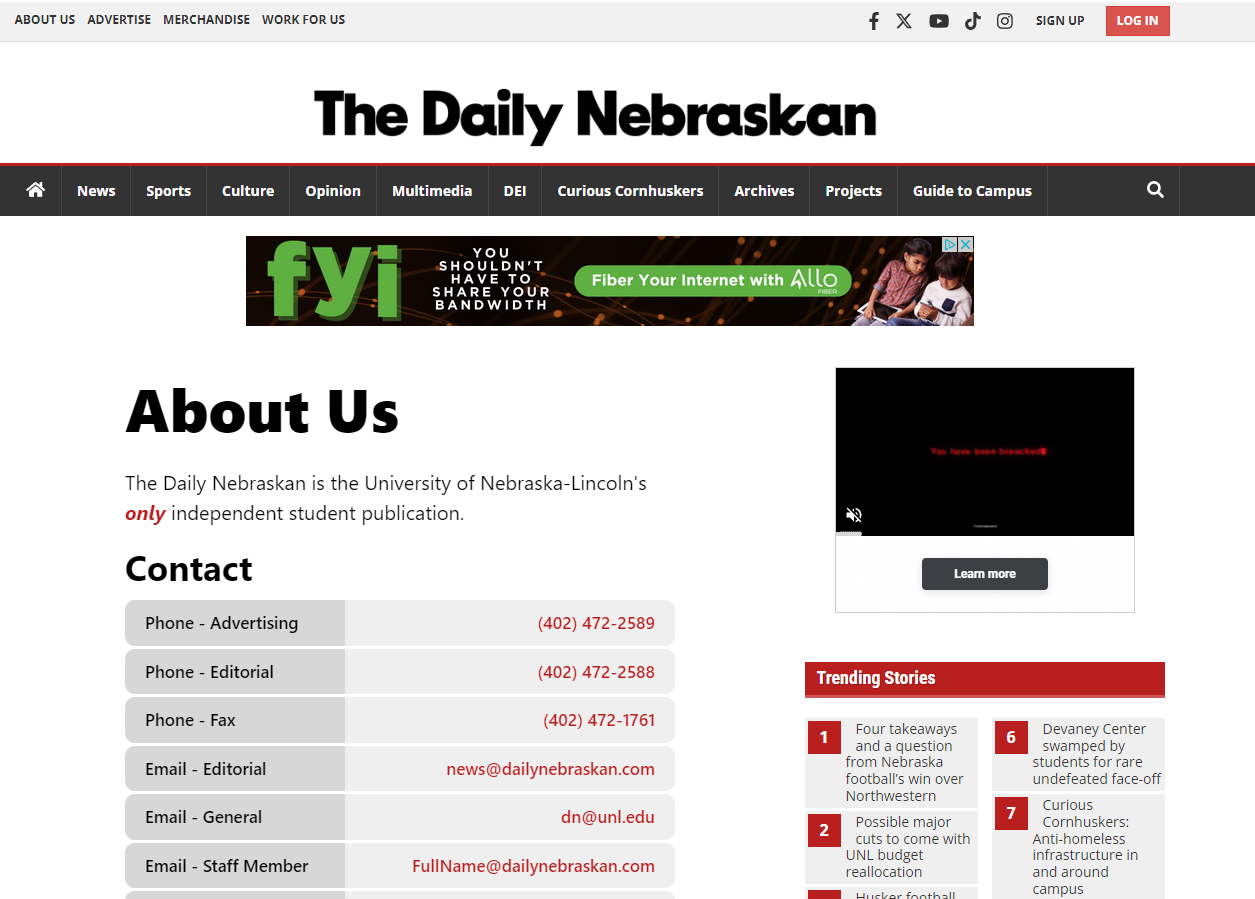 ABOUT US ADVERTISE MERCHANDISE WORK FOR US
SIGN UP LOG IN
The Daily Nebraskan
News Sports Culture Opinion Multimedia DEI Curious Cornhuskers Archives Projects Guide to Campus
fyi
YOU
SHOULDN'T
HAVE TO
SHARE YOUR
BANDWIDTH
Fiber Your Internet with ALLO
FIBER
About Us
The Daily Nebraskan is the University of Nebraska-Lincoln's
only independent student publication.
Contact
Phone - Advertising (402) 472-2589
Phone - Editorial (402) 472-2588
Phone - Fax (402) 472-1761
Email - Editorial news@dailynebraskan.com
Email - General dn@unl.edu
Email - Staff Member FullName@dailynebraskan.com
You have been breached
Learn more
Trending Stories
1 Four takeaways
and a question
from Nebraska
football's win over
Northwestern
2 Possible major
cuts to come with
UNL budget
reallocation
Husker football
6 Devaney Center
swamped by
students for rare
undefeated face-off
7 Curious
Cornhuskers:
Anti-homeless
infrastructure in
and around
campus